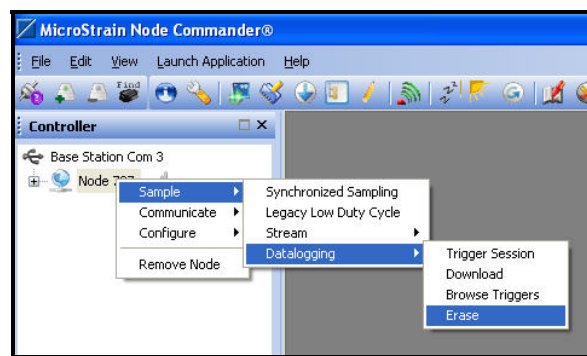 MicroStrain Node Commander®
File Edit View Launch Application Help
Find
Controller
Base Station Com 3
Node
Sample
Communicate
Configure
Remove Node
Synchronized Sampling
Legacy Low Duty Cycle
Stream
Datalogging
Trigger Session
Download
Browse Triggers
Erase